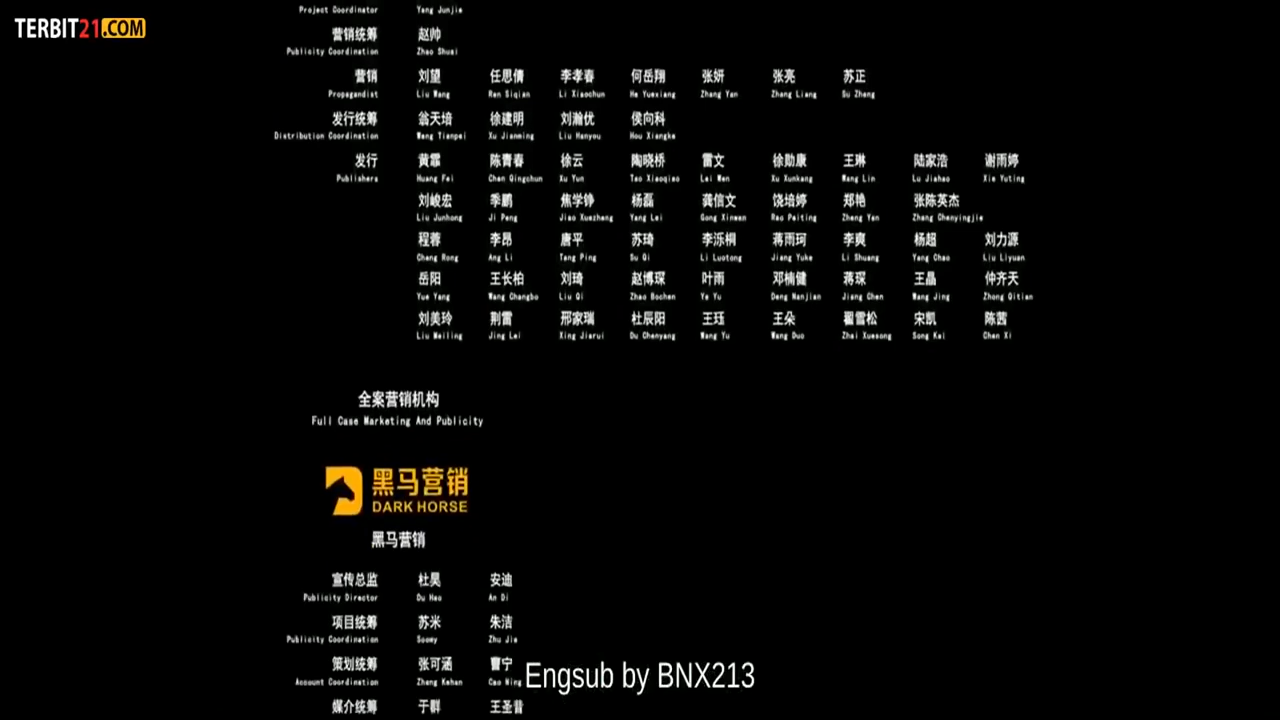 Project Coordinator Yang Junjie
TERBIT21.COM
营销统筹 赵帅
Publicity Coordination Zhao Shuai
营销 刘望 任思倩 李孝春 何岳翔 张妍 张亮 苏正
Propagandist Liu Wang Ren Siqian Li Xiaochun He Yuexiang Zhang Yan Zhang Liang Su Zheng
发行统筹 翁天培 徐建明 刘瀚优 侯向科
Distribution Coordination Weng Tianpei Xu Jianming Liu Hanyou Hou Xiangke
发行 黄霏 陈青春 徐云 陶晓桥 雷文 徐勋康 王琳 陆家浩 谢雨婷
Publishers Huang Fei Chen Qingchun Xu Yun Tao Xiaoqiao Lei Wen Xu Xunkang Wang Lin Lu Jiahao Xie Yuting
刘峻宏 季鹏 焦学铮 杨磊 龚信文 饶培婷 郑艳 张陈英杰
Liu Junhong Ji Peng Jiao Xuezheng Yang Lei Gong Xinwen Rao Peiting Zheng Yan Zhang Chenyingjie
程蓉 李昂 唐平 苏琦 李泺桐 蒋雨珂 李爽 杨超 刘力源
Cheng Rong Ang Li Tang Ping Su Qi Li Luotong Jiang Yuke Li Shuang Yang Chao Liu Liyuan
岳阳 王长柏 刘琦 赵博琛 叶雨 邓楠健 蒋琛 王晶 仲齐天
Yue Yang Wang Changbo Liu Qi Zhao Bochen Ye Yu Deng Nanjian Jiang Chen Wang Jing Zhong Qitian
刘美玲 荆雷 邢家瑞 杜辰阳 王珏 王朵 翟雪松 宋凯 陈茜
Liu Meiling Jing Lei Xing Jiarui Du Chenyang Wang Yu Wang Duo Zhai Xuesong Song Kai Chen Xi
全案营销机构
Full Case Marketing And Publicity
黑马营销
DARK HORSE
黑马营销
宣传总监 杜昊 安迪
Publicity Director Du Hao An Di
项目统筹 苏米 朱洁
Publicity Coordination Soomy Zhu Jie
策划统筹 张可涵 曹宁
Account Coordination Zhang Kehan Cao Ning
Engsub by BNX213
媒介统筹 于群 王圣昔